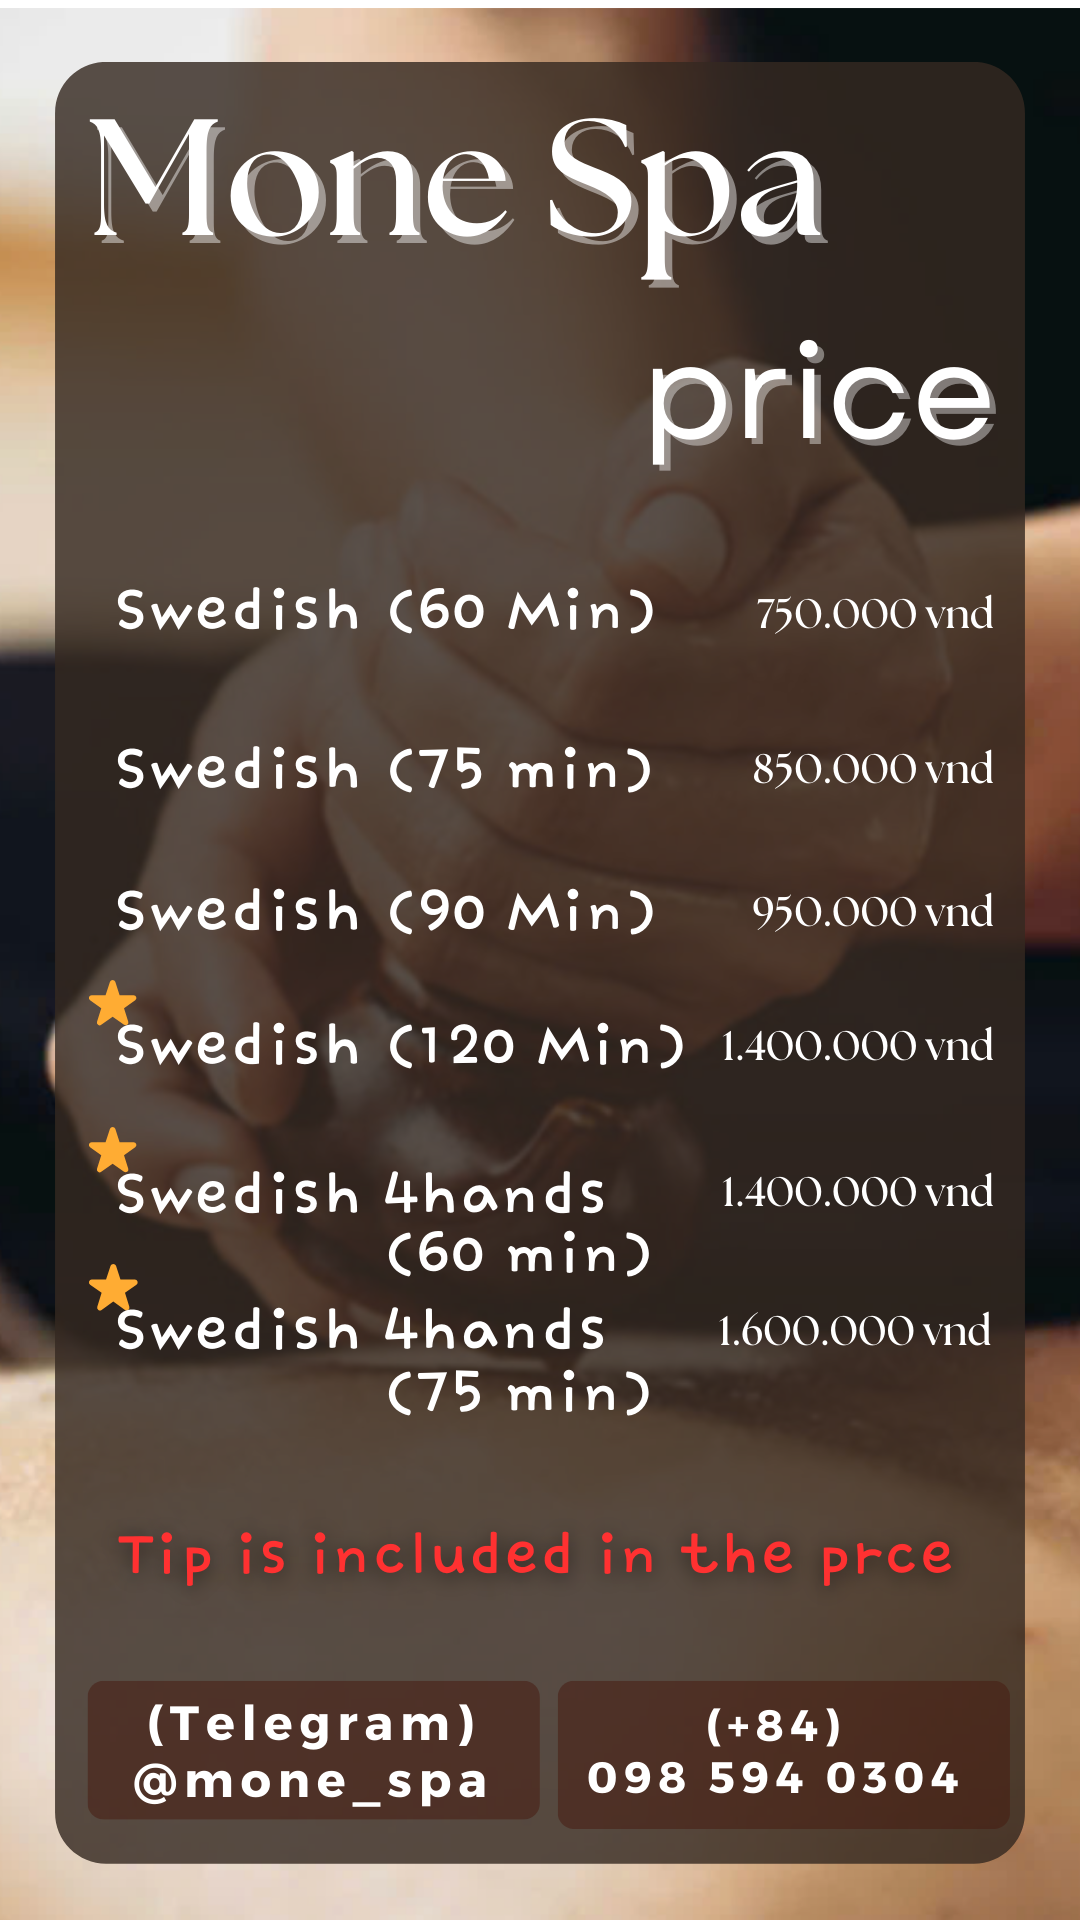 Mone Spa
price
Swedish (60 Min) 750.000 vnd
Swedish (75 min) 850.000 vnd
Swedish (90 Min) 950.000 vnd
Swedish (120 Min) 1.400.000 vnd
Swedish 4hands 1.400.000 vnd
(60 min)
Swedish 4hands 1.600.000 vnd
(75 min)
Tip is included in the prce
(Telegram)
@mone_spa
(+84)
098 594 0304